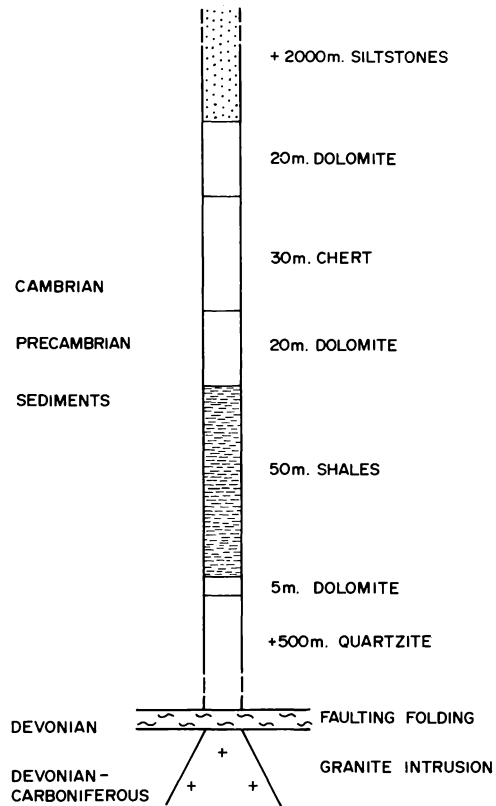 + 2000m. SILTSTONES
20m. DOLOMITE
30m. CHERT
CAMBRIAN
PRECAMBRIAN
20m. DOLOMITE
SEDIMENTS
50m. SHALES
5m. DOLOMITE
+500m. QUARTZITE
DEVONIAN
FAULTING FOLDING
DEVONIAN-
CARBONIFEROUS
GRANITE INTRUSION